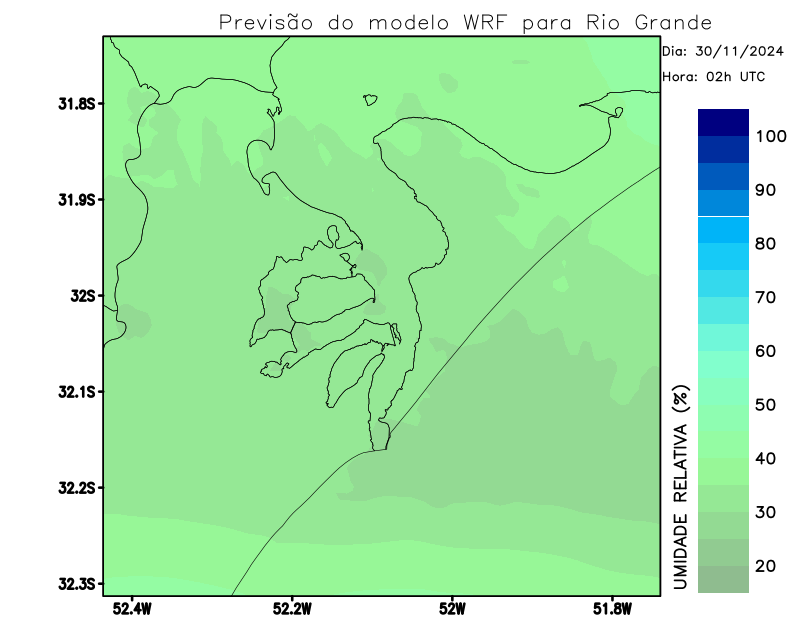 Previsão do modelo WRF para Rio Grande
Dia: 30/11/2024
Hora: 02h UTC
31.8S
31.9S
32S
32.1S
32.2S
32.3S
52.4W
52.2W
52W
51.8W
UMIDADE RELATIVA (%)
100
90
80
70
60
50
40
30
20